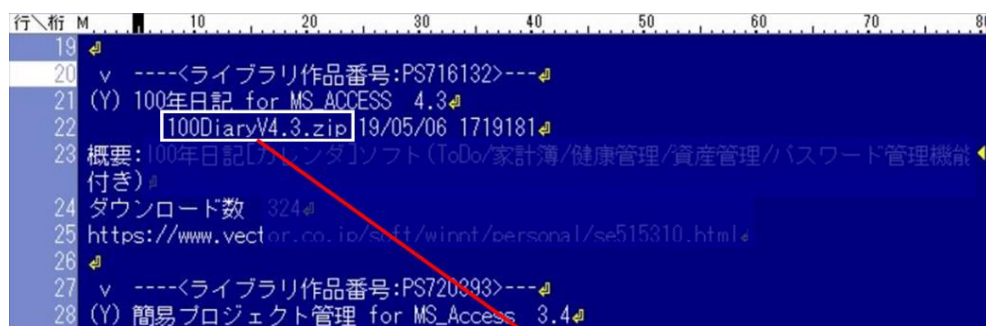 行＼桁 M 10 20 30 40 50 60 70 80
19
20 v ----<ライブラリ作品番号:PS716132>---
21 (Y) 100年日記 for MS_ACCESS 4.3
22 100DiaryV4.3.zip 19/05/06 1719181
23 概要:100年日記[カレンダ]ソフト(ToDo/家計簿/健康管理/資産管理/パスワード管理機能
付き)
24 ダウンロード数 324
25 https://www.vector.co.jp/soft/winnt/personal/se515310.html
26
27 v ----<ライブラリ作品番号:PS720393>---
28 (Y) 簡易プロジェクト管理 for MS_Access 3.4